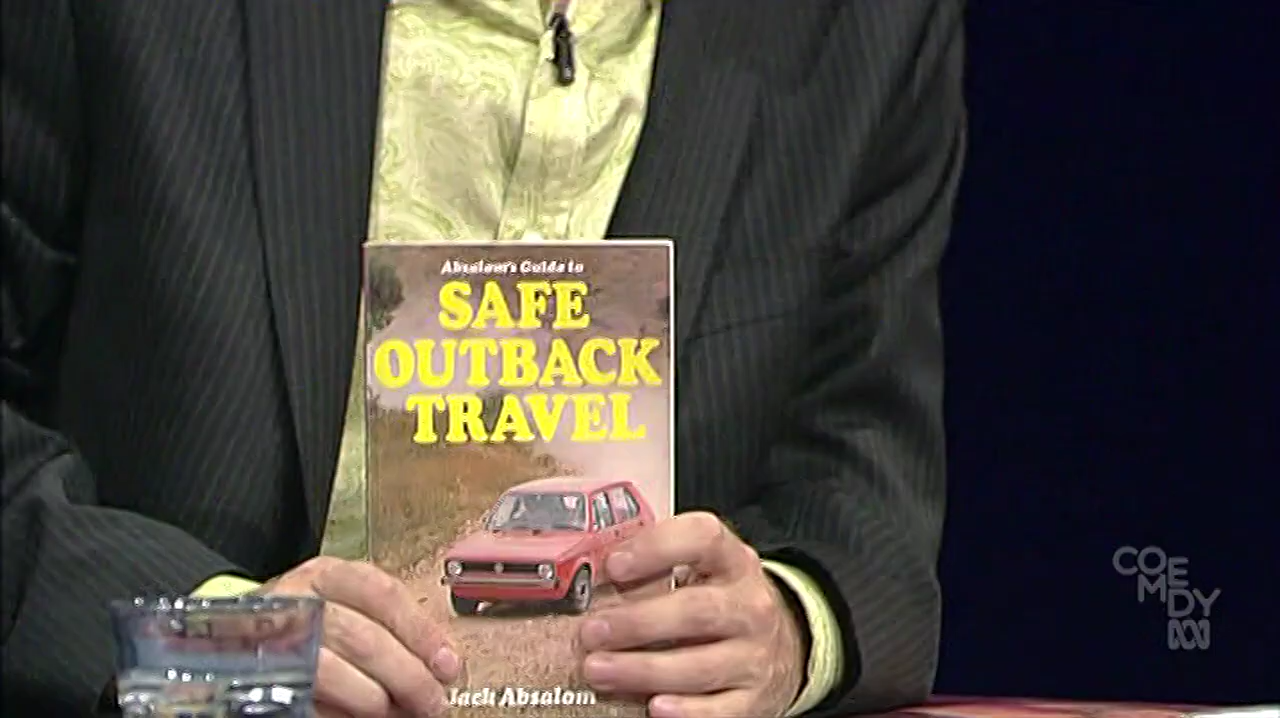 Absalom's Guide to
SAFE
OUTBACK
TRAVEL
Jack Absalom
COMEDY